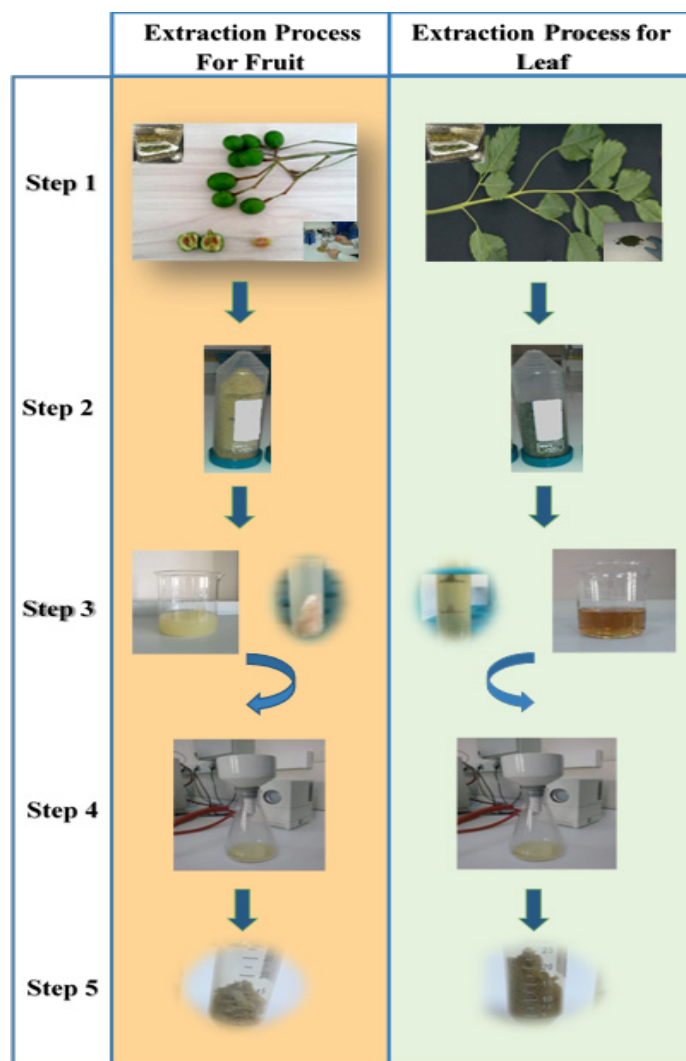 Extraction Process
For Fruit
Extraction Process for
Leaf
Step 1
Step 2
Step 3
Step 4
Step 5